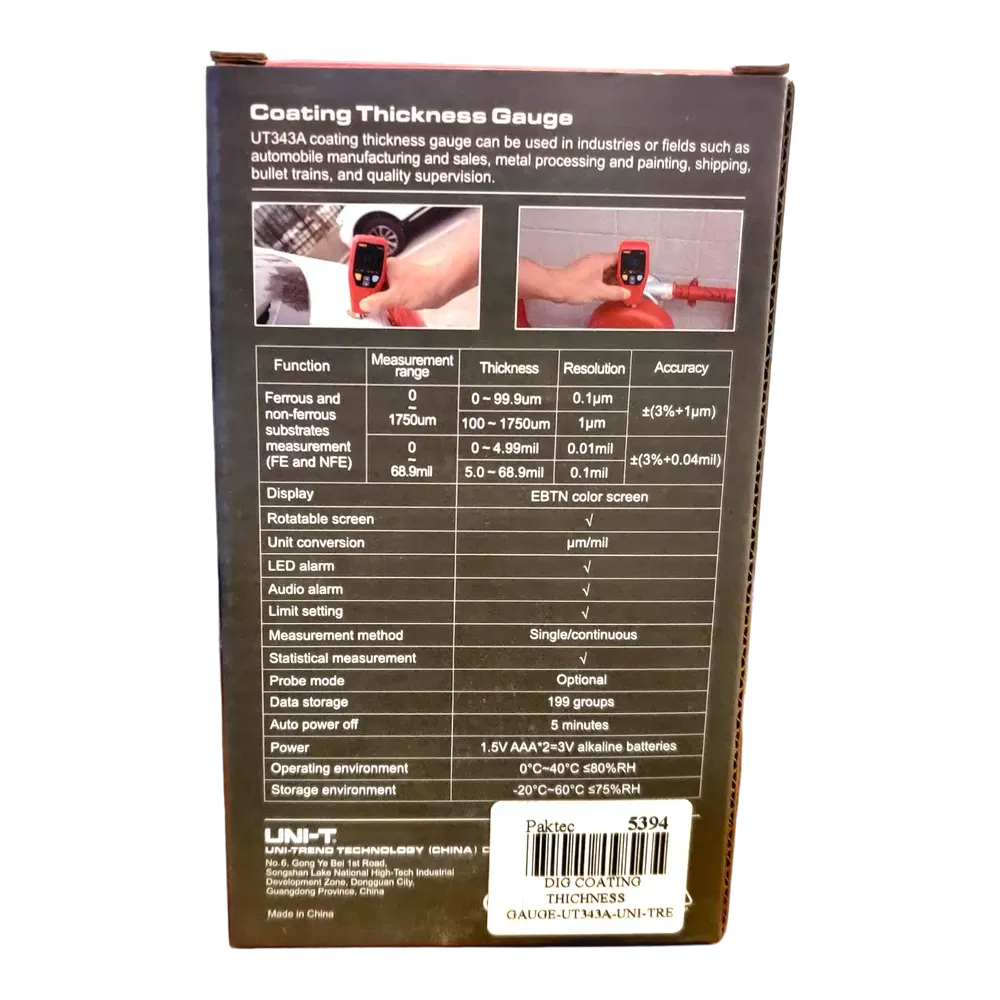 Coating Thickness Gauge
UT343A coating thickness gauge can be used in industries or fields such as
automobile manufacturing and sales, metal processing and painting, shipping,
bullet trains, and quality supervision.
Function Measurement range Thickness Resolution Accuracy
Ferrous and
non-ferrous
substrates
measurement
(FE and NFE)
0
~
1750um
0~99.9um 0.1μm
100~1750um 1μm
±(3%+1μm)
0
~
68.9mil
0~4.99mil 0.01mil
5.0~68.9mil 0.1mil
±(3%+0.04mil)
Display EBTN color screen
Rotatable screen √
Unit conversion μm/mil
LED alarm √
Audio alarm √
Limit setting √
Measurement method Single/continuous
Statistical measurement √
Probe mode Optional
Data storage 199 groups
Auto power off 5 minutes
Power 1.5V AAA*2=3V alkaline batteries
Operating environment 0°C~40°C ≤80%RH
Storage environment -20°C~60°C ≤75%RH
UNI-T
UNI-TREND TECHNOLOGY (CHINA) C
No.6, Gong Ye Bei 1st Road,
Songshan Lake National High-Tech Industrial
Development Zone, Dongguan City,
Guangdong Province, China
Made in China
Paktec 5394
DIG COATING
THICHNESS
GAUGE-UT343A-UNI-TRE